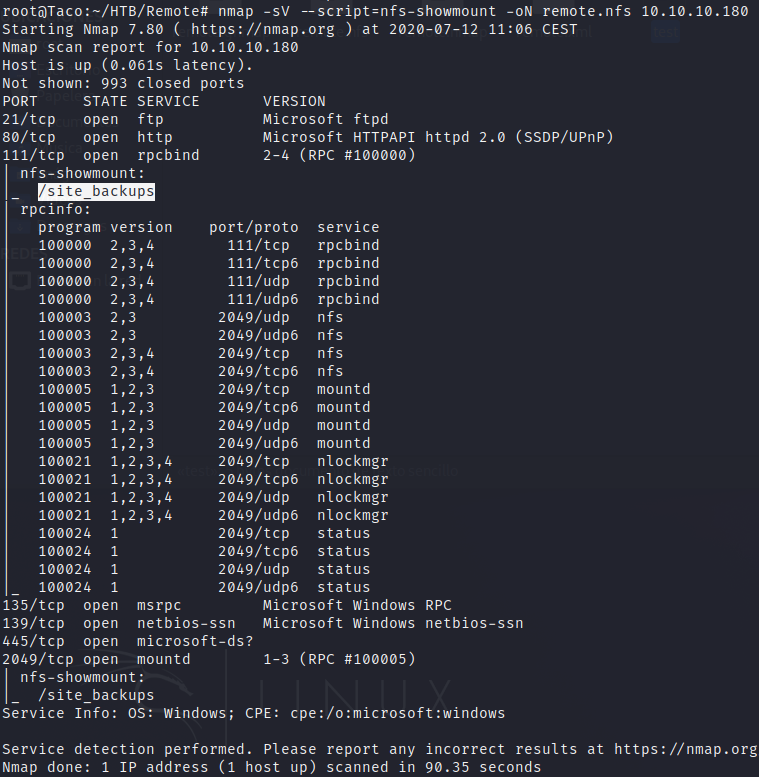 root@Taco:~/HTB/Remote# nmap -sV --script=nfs-showmount -oN remote.nfs 10.10.10.180
Starting Nmap 7.80 ( https://nmap.org ) at 2020-07-12 11:06 CEST
Nmap scan report for 10.10.10.180
Host is up (0.061s latency).
Not shown: 993 closed ports
PORT     STATE SERVICE       VERSION
21/tcp   open  ftp           Microsoft ftpd
80/tcp   open  http          Microsoft HTTPAPI httpd 2.0 (SSDP/UPnP)
111/tcp  open  rpcbind       2-4 (RPC #100000)
| nfs-showmount:
|_  /site_backups
| rpcinfo:
|   program version    port/proto  service
|   100000  2,3,4        111/tcp   rpcbind
|   100000  2,3,4        111/tcp6  rpcbind
|   100000  2,3,4        111/udp   rpcbind
|   100000  2,3,4        111/udp6  rpcbind
|   100003  2,3         2049/udp   nfs
|   100003  2,3         2049/udp6  nfs
|   100003  2,3,4       2049/tcp   nfs
|   100003  2,3,4       2049/tcp6  nfs
|   100005  1,2,3       2049/tcp   mountd
|   100005  1,2,3       2049/tcp6  mountd
|   100005  1,2,3       2049/udp   mountd
|   100005  1,2,3       2049/udp6  mountd
|   100021  1,2,3,4     2049/tcp   nlockmgr
|   100021  1,2,3,4     2049/tcp6  nlockmgr
|   100021  1,2,3,4     2049/udp   nlockmgr
|   100021  1,2,3,4     2049/udp6  nlockmgr
|   100024  1           2049/tcp   status
|   100024  1           2049/tcp6  status
|   100024  1           2049/udp   status
|_  100024  1           2049/udp6  status
135/tcp  open  msrpc         Microsoft Windows RPC
139/tcp  open  netbios-ssn   Microsoft Windows netbios-ssn
445/tcp  open  microsoft-ds?
2049/tcp open  mountd        1-3 (RPC #100005)
| nfs-showmount:
|_  /site_backups
Service Info: OS: Windows; CPE: cpe:/o:microsoft:windows
Service detection performed. Please report any incorrect results at https://nmap.org
Nmap done: 1 IP address (1 host up) scanned in 90.35 seconds
LINUX